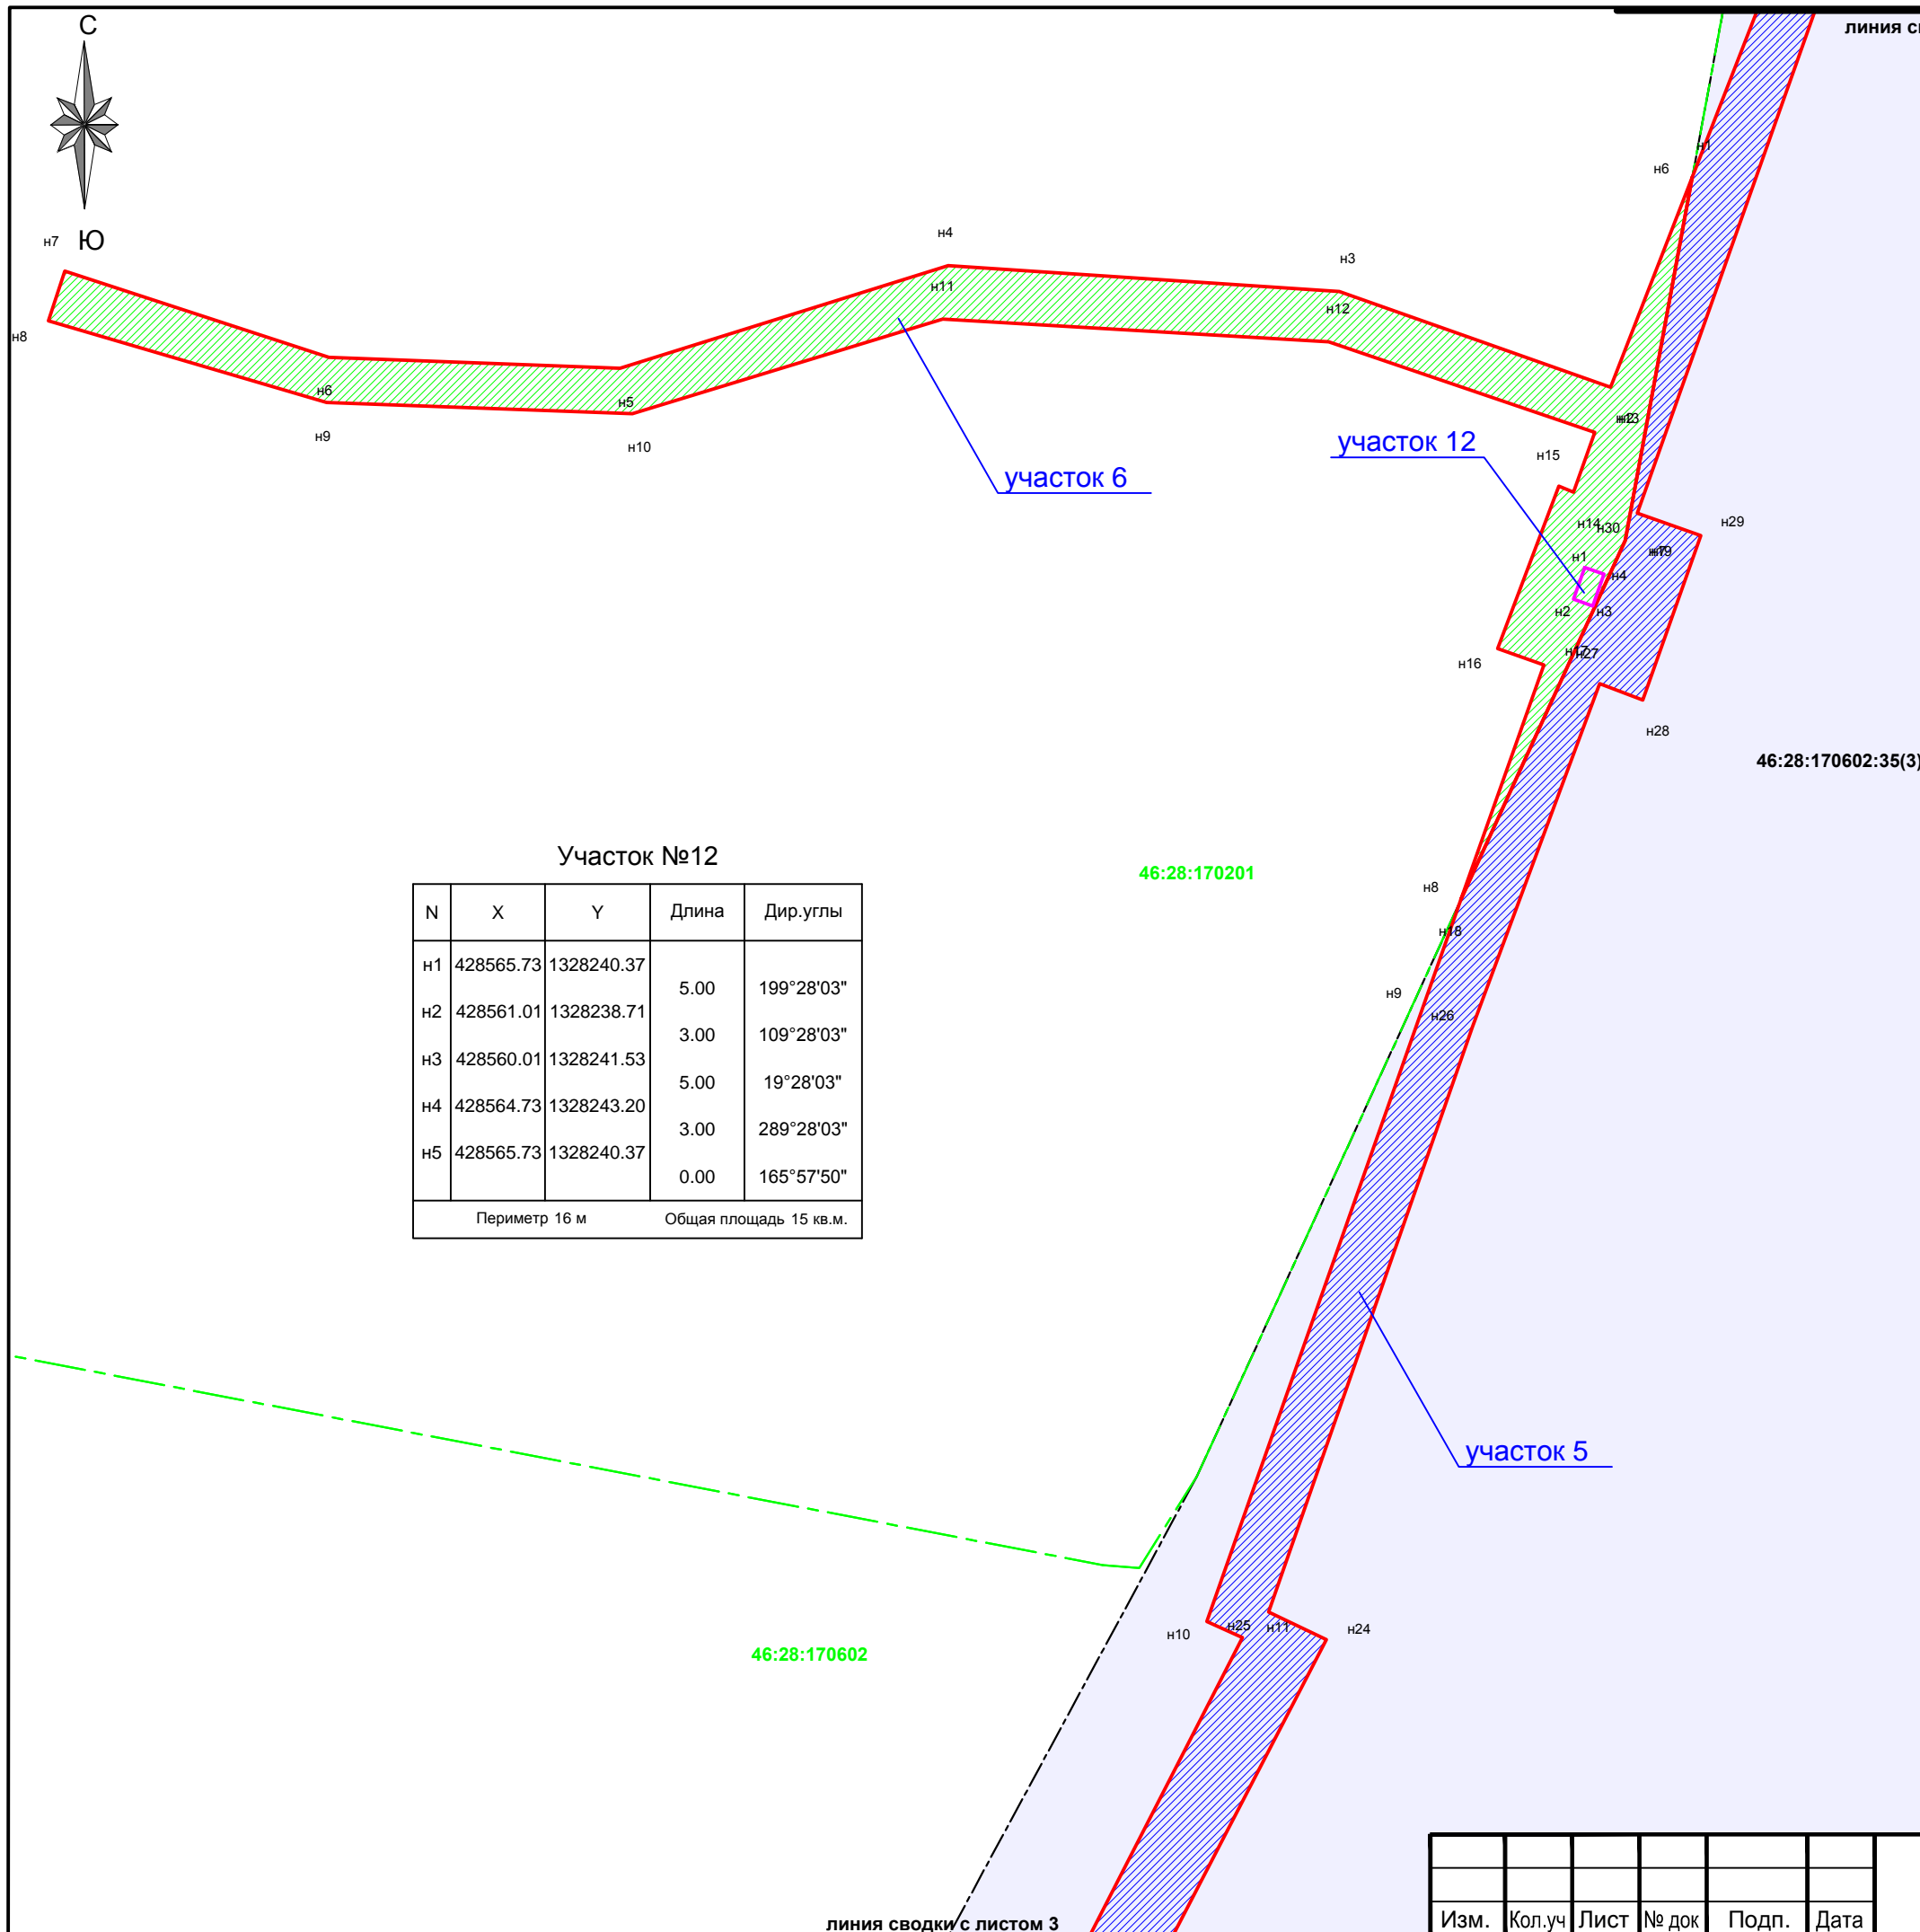 С
линия с
н1
н6
н7 Ю
н4
н3
н11
н12
н8
н6
н5
н9
н10
участок 6
участок 12
н15
н13
н14
н30
н29
н19
н1
н4
н2
н3
н17
н27
н16
н28
46:28:170602:35(3)
Участок №12
N X Y Длина Дир.углы
н1 428565.73 1328240.37
5.00 199°28'03"
н2 428561.01 1328238.71
3.00 109°28'03"
н3 428560.01 1328241.53
5.00 19°28'03"
н4 428564.73 1328243.20
3.00 289°28'03"
н5 428565.73 1328240.37
0.00 165°57'50"
Периметр 16 м Общая площадь 15 кв.м.
46:28:170201
н8
н18
н9
н26
участок 5
н10
н25
н11
н24
46:28:170602
линия сводки с листом 3
Изм. Кол.уч Лист № док Подп. Дата